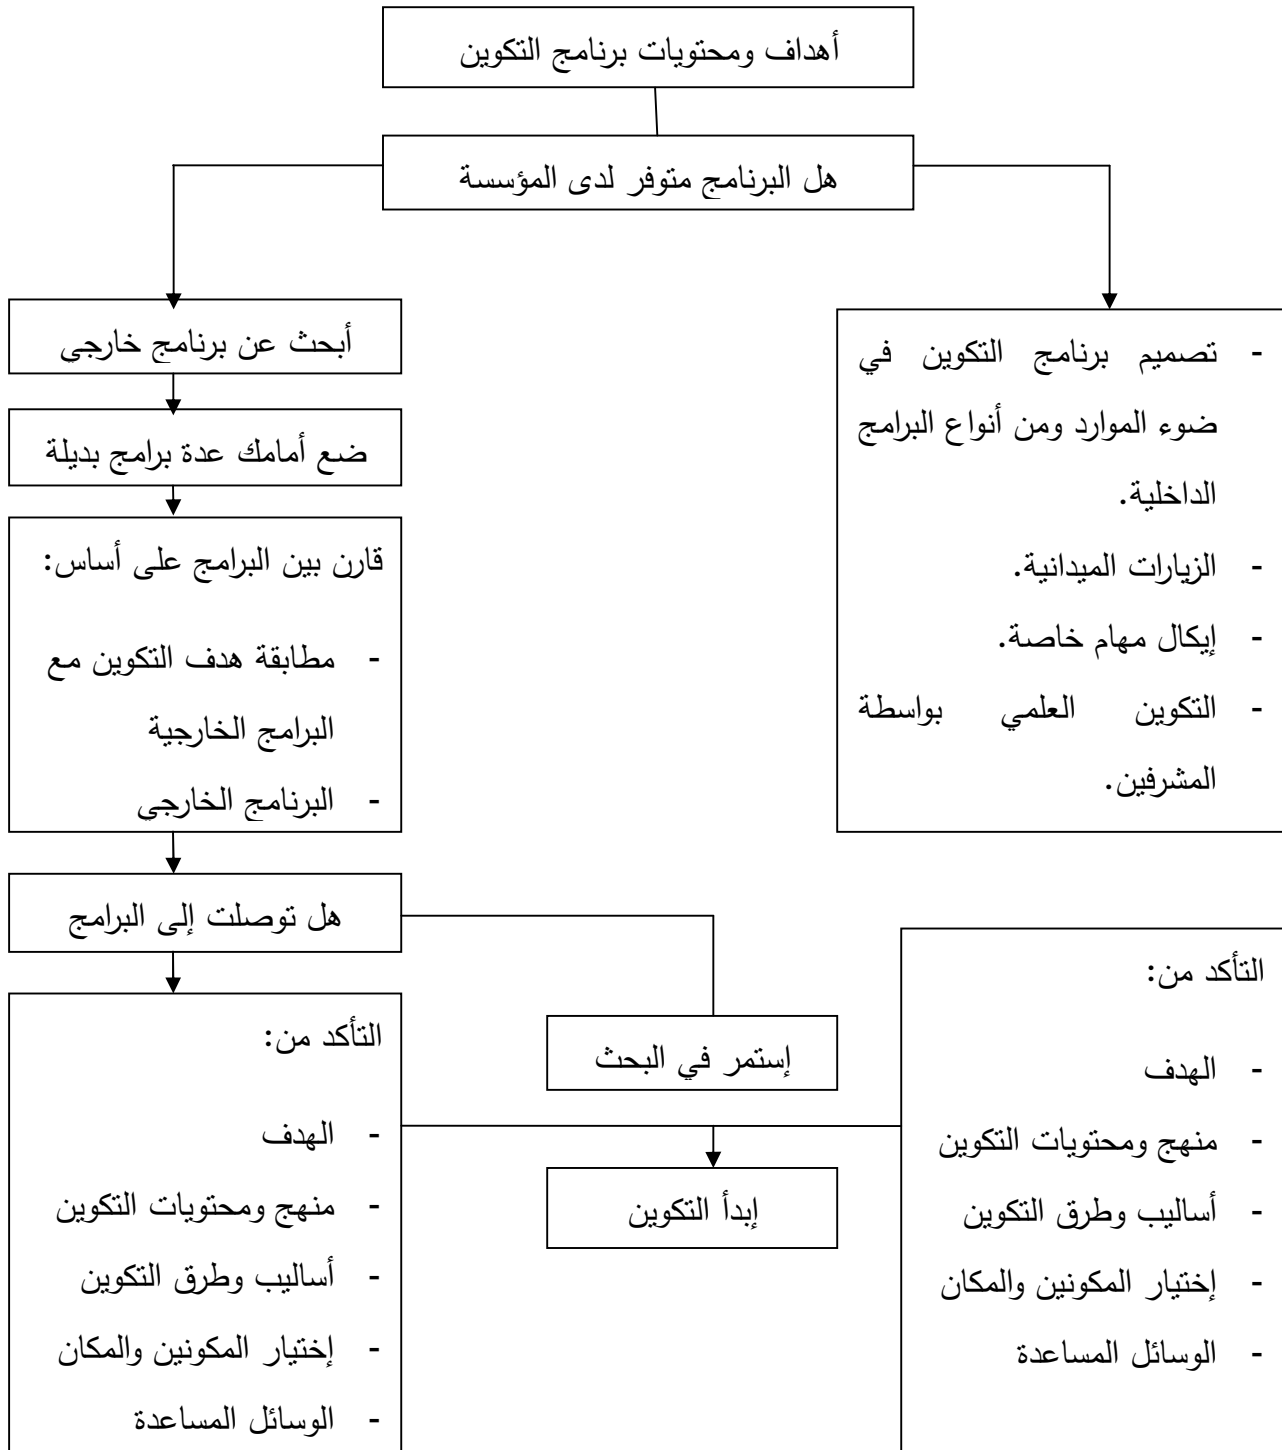 أهداف ومحتويات برنامج التكوين
هل البرنامج متوفر لدى المؤسسة
- تصميم برنامج التكوين في
ضوء الموارد ومن أنواع البرامج
الداخلية.
- الزيارات الميدانية.
- إيكال مهام خاصة.
- التكوين العلمي بواسطة
المشرفين.
أبحث عن برنامج خارجي
ضع أمامك عدة برامج بديلة
قارن بين البرامج على أساس:
- مطابقة هدف التكوين مع
البرامج الخارجية
- البرنامج الخارجي
هل توصلت إلى البرامج
إستمر في البحث
التأكد من:
- الهدف
- منهج ومحتويات التكوين
- أساليب وطرق التكوين
- إختيار المكونين والمكان
- الوسائل المساعدة
إبدأ التكوين
التأكد من:
- الهدف
- منهج ومحتويات التكوين
- أساليب وطرق التكوين
- إختيار المكونين والمكان
- الوسائل المساعدة